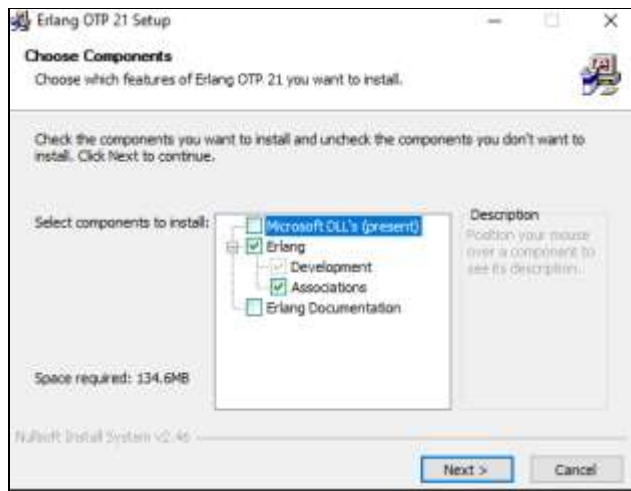 Erlang OTP 21 Setup
Choose Components
Choose which features of Erlang OTP 21 you want to install.
Check the components you want to install and uncheck the components you don't want to
install. Click Next to continue.
Select components to install:
Microsoft DLL's (present)
Erlang
Development
Associations
Erlang Documentation
Description
Position your mouse
over a component to
see its description.
Space required: 134.6MB
Nullsoft Install System v2.46
Next >
Cancel